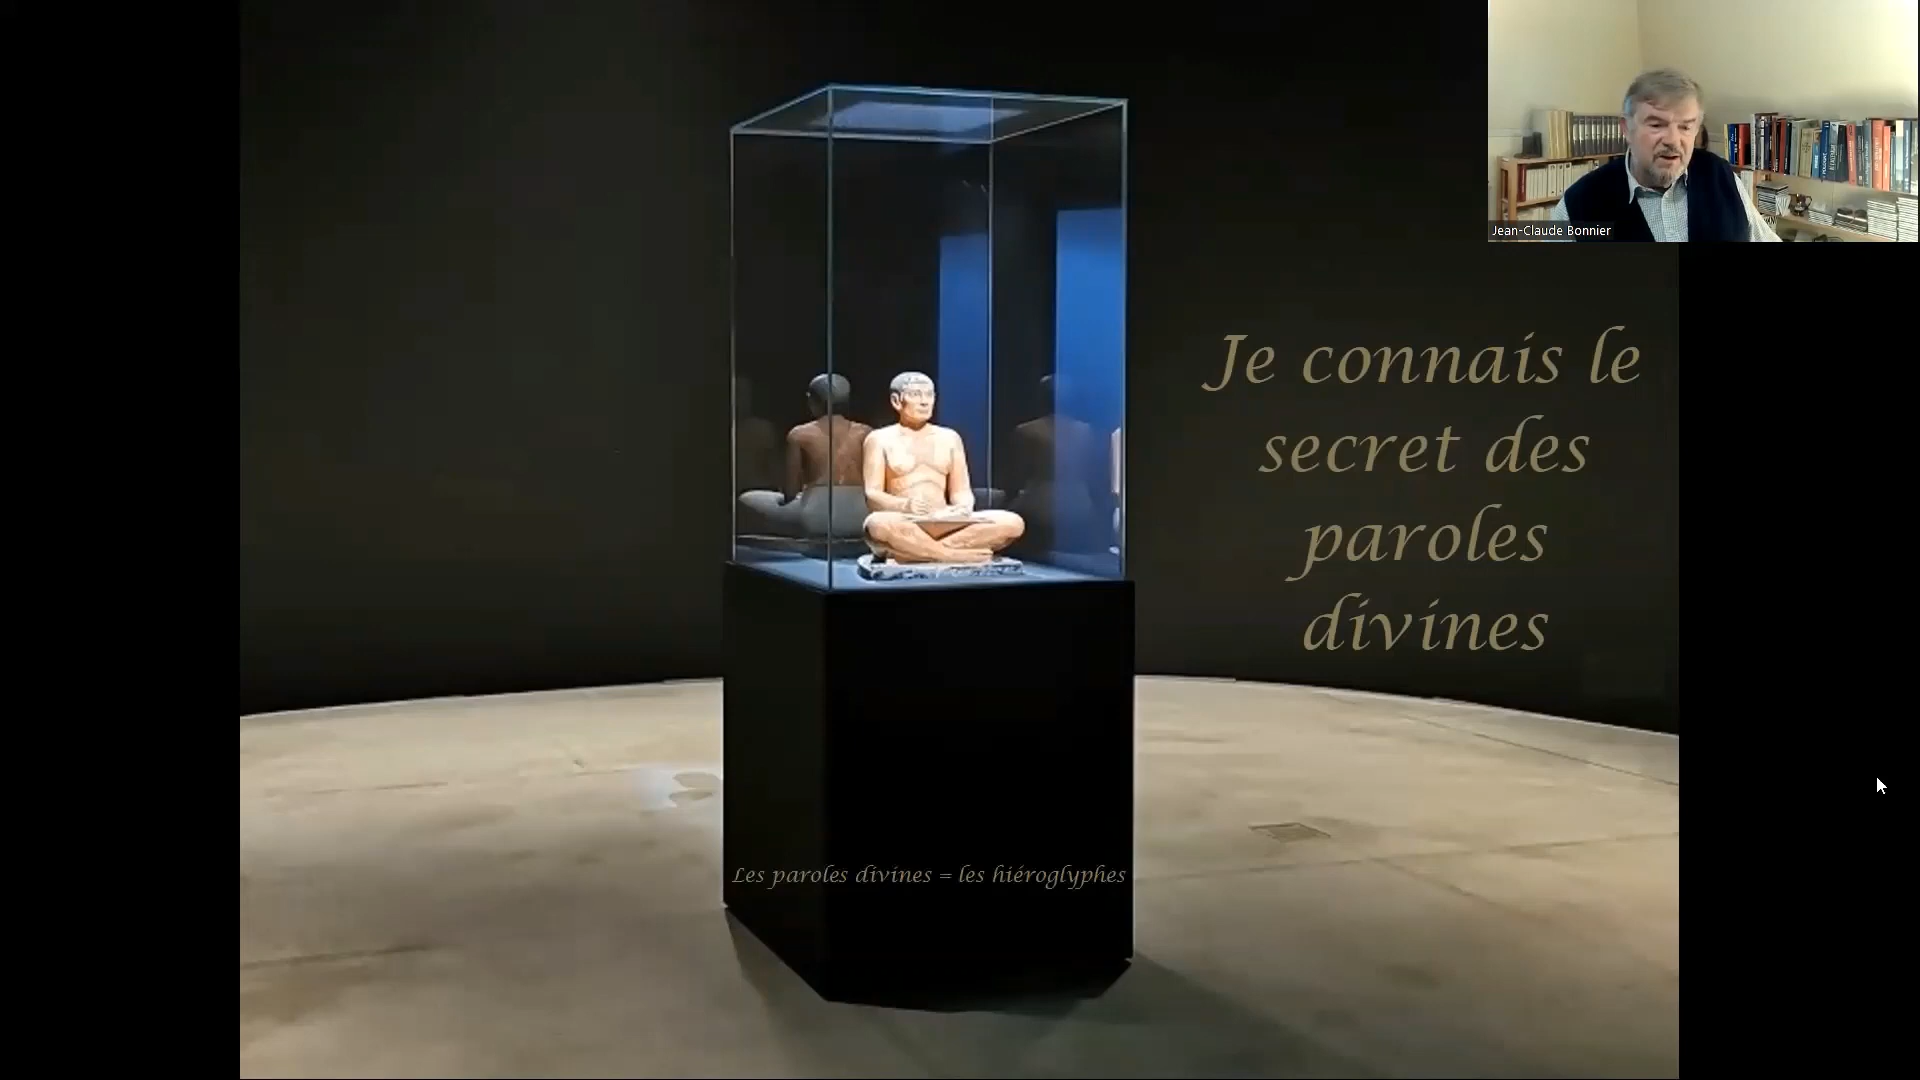 Jean-Claude Bonnier
Je connais le
secret des
paroles
divines
Les paroles divines = les hiéroglyphes